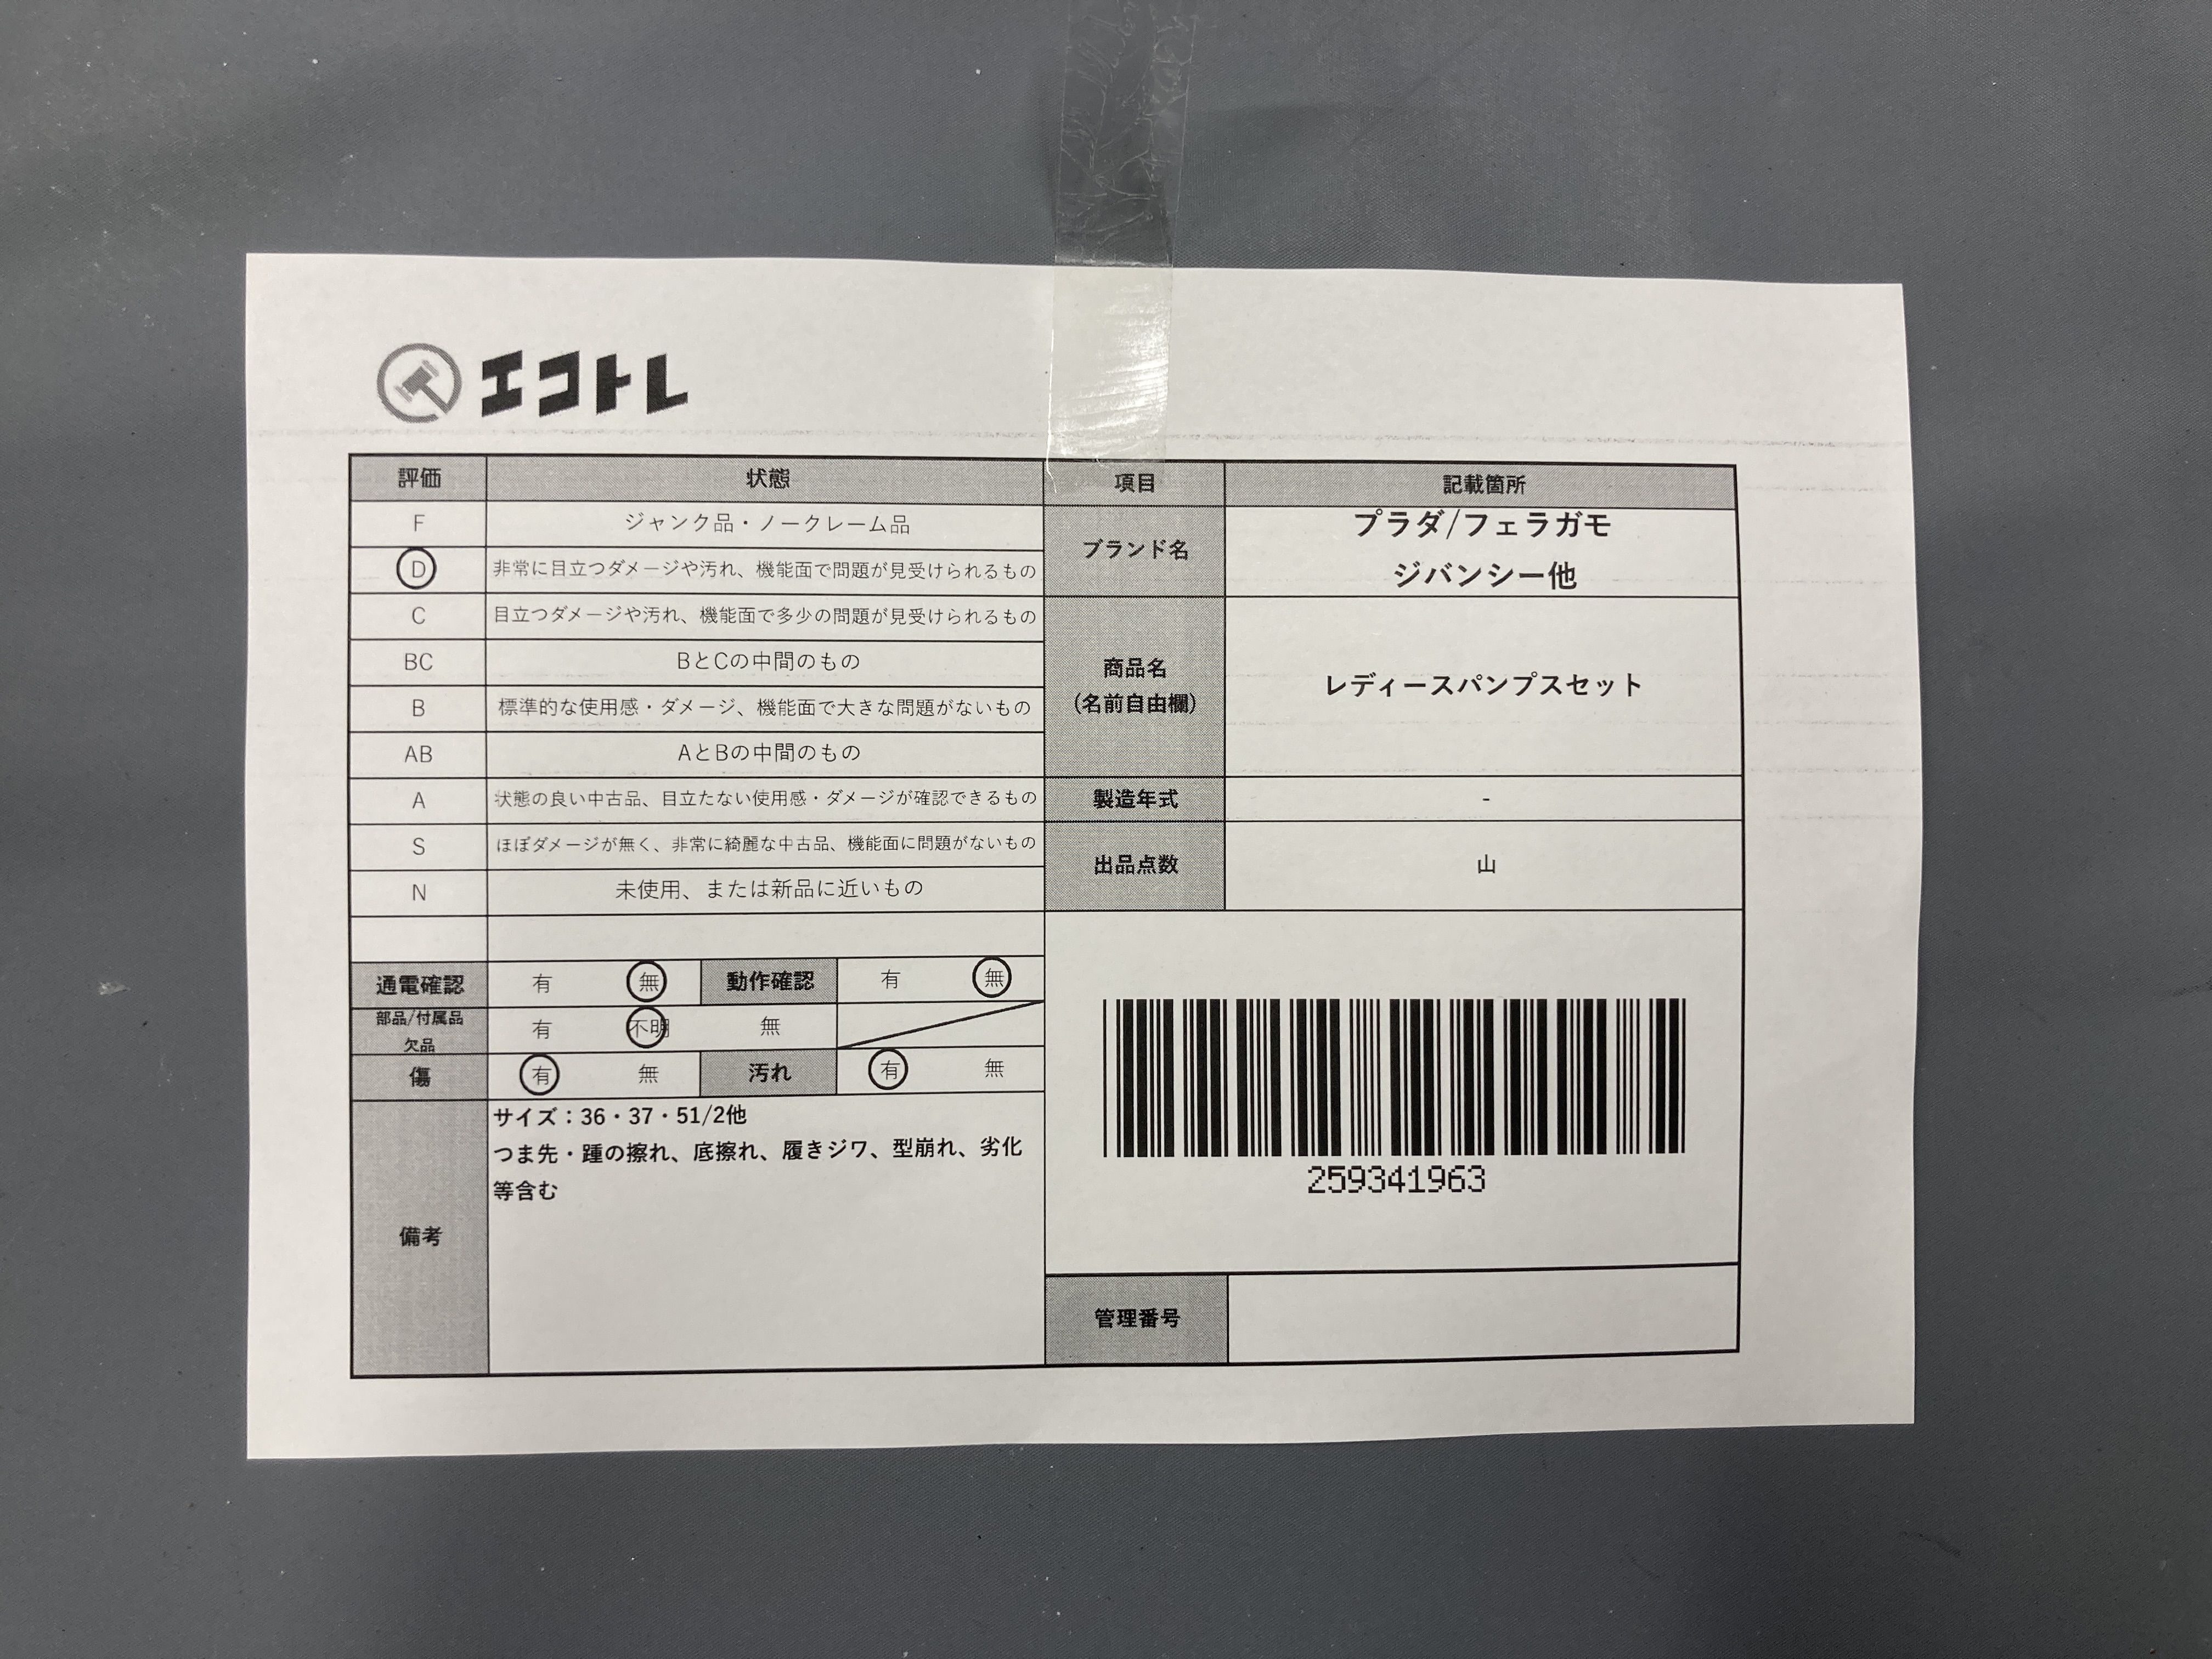 エコトレ
評価 状態 項目 記載箇所
F ジャンク品・ノークレーム品
D 非常に目立つダメージや汚れ、機能面で問題が見受けられるもの
C 目立つダメージや汚れ、機能面で多少の問題が見受けられるもの
BC BとCの中間のもの
B 標準的な使用感・ダメージ、機能面で大きな問題がないもの
AB AとBの中間のもの
A 状態の良い中古品、目立たない使用感・ダメージが確認できるもの
S ほぼダメージが無く、非常に綺麗な中古品、機能面に問題がないもの
N 未使用、または新品に近いもの
ブランド名 プラダ/フェラガモ
ジバンシー他
商品名
(名前自由欄)
レディースパンプスセット
製造年式 -
出品点数 山
通電確認 有 無 動作確認 有 無
部品/付属品
欠品
有 不明 無
傷 有 無 汚れ 有 無
備考
サイズ：36・37・51/2他
つま先・踵の擦れ、底擦れ、履きジワ、型崩れ、劣化
等含む
259341963
管理番号